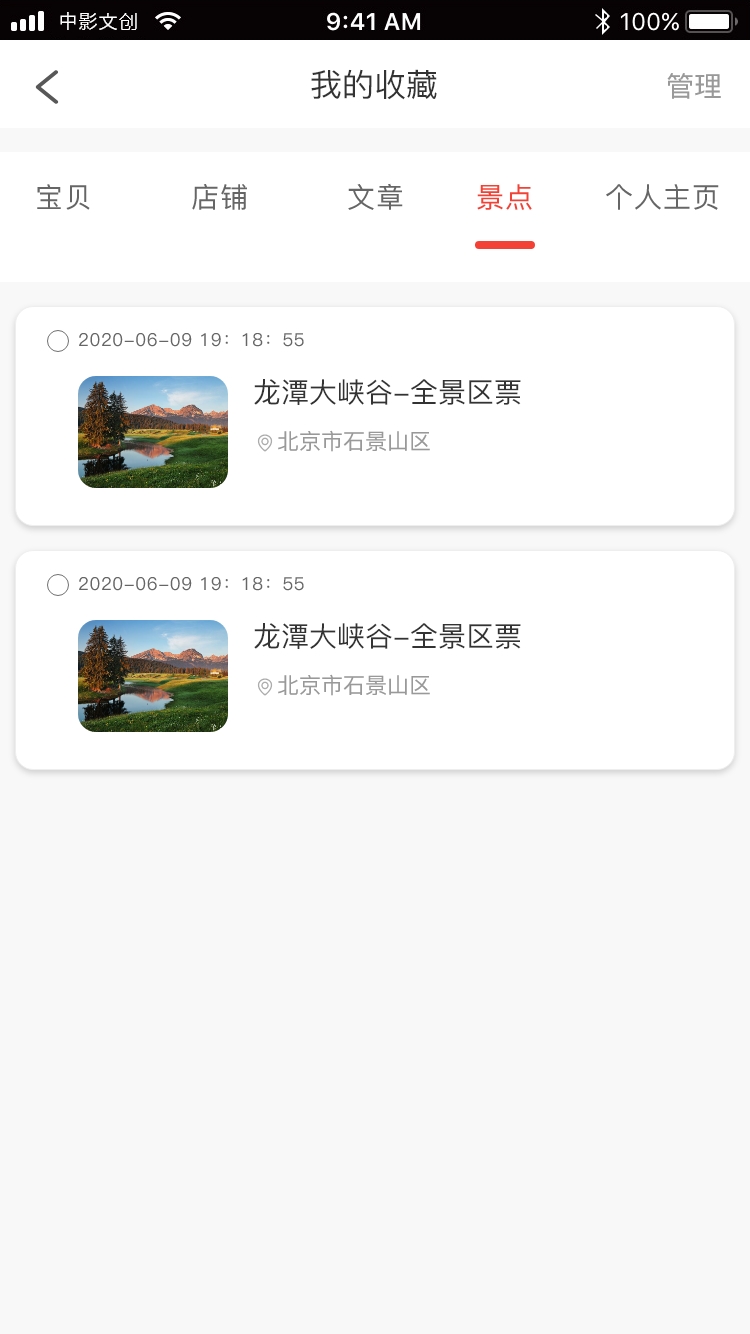 中影文创 9:41 AM 100%
我的收藏 管理
宝贝 店铺 文章 景点 个人主页
2020-06-09 19：18：55
龙潭大峡谷-全景区票
北京市石景山区
2020-06-09 19：18：55
龙潭大峡谷-全景区票
北京市石景山区